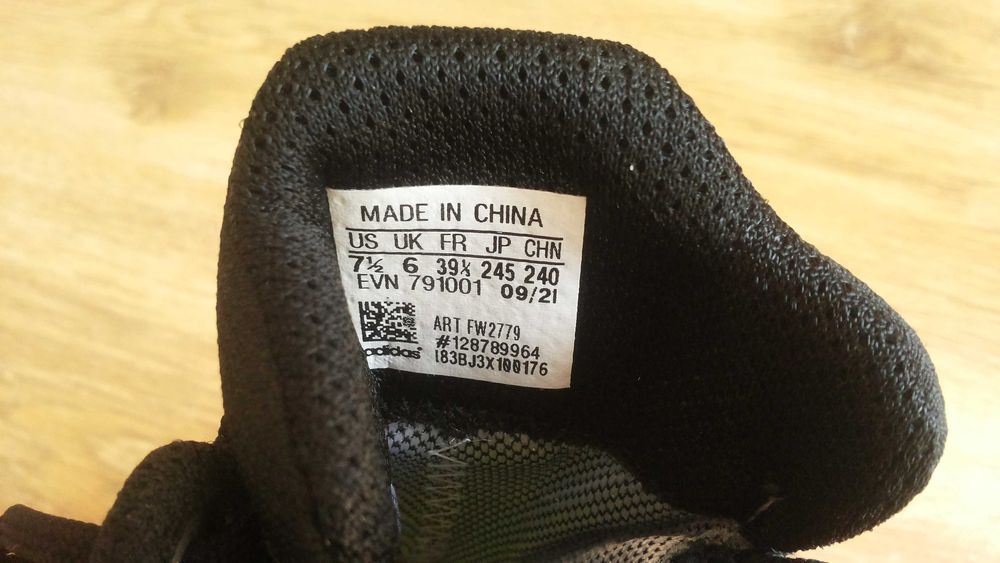 MADE IN CHINA
US UK FR JP CHN
7½ 6 39⅓ 245 240
EVN 791001 09/21
ART FW2779
#128789964
adidas®
I83BJ3X100176